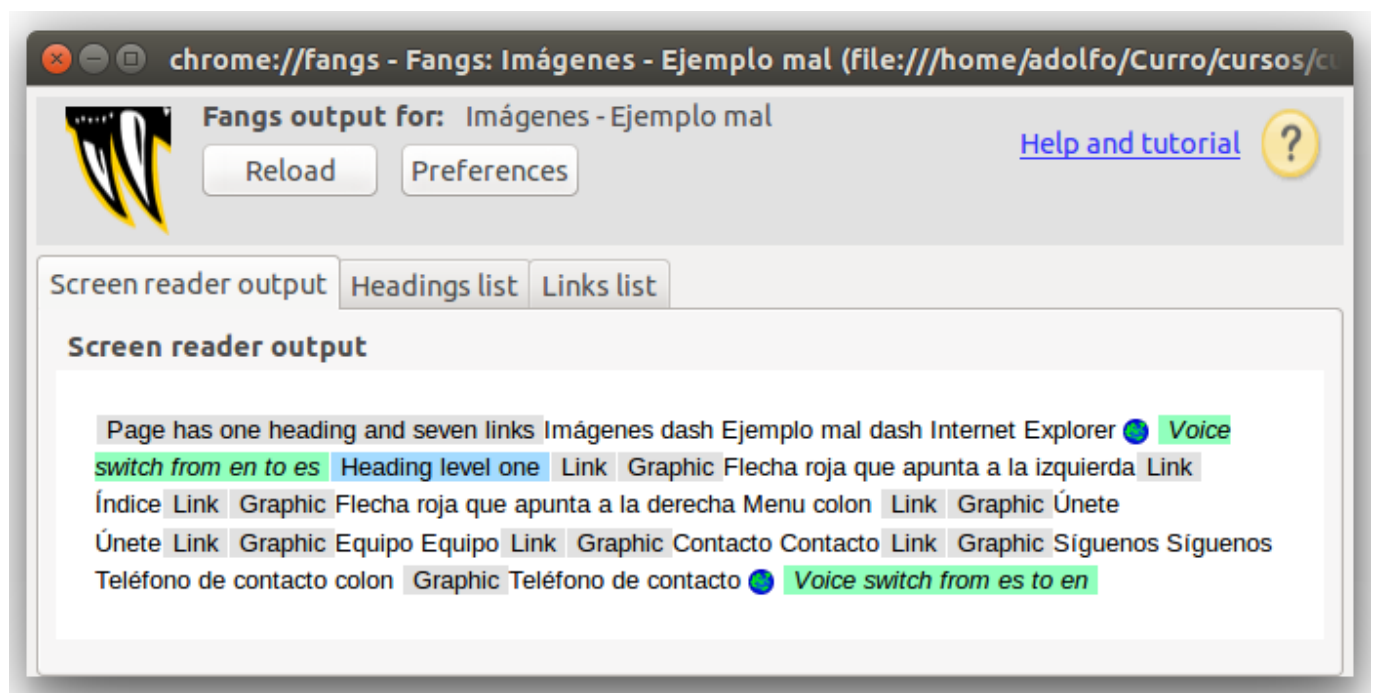 chrome://fangs - Fangs: Imágenes - Ejemplo mal (file:///home/adolfo/Curro/cursos/cu
Fangs output for: Imágenes - Ejemplo mal
Reload Preferences
Help and tutorial ?
Screen reader output Headings list Links list
Screen reader output
Page has one heading and seven links Imágenes dash Ejemplo mal dash Internet Explorer Voice
switch from en to es Heading level one Link Graphic Flecha roja que apunta a la izquierda Link
Índice Link Graphic Flecha roja que apunta a la derecha Menu colon Link Graphic Únete
Únete Link Graphic Equipo Equipo Link Graphic Contacto Contacto Link Graphic Síguenos Síguenos
Teléfono de contacto colon Graphic Teléfono de contacto Voice switch from es to en